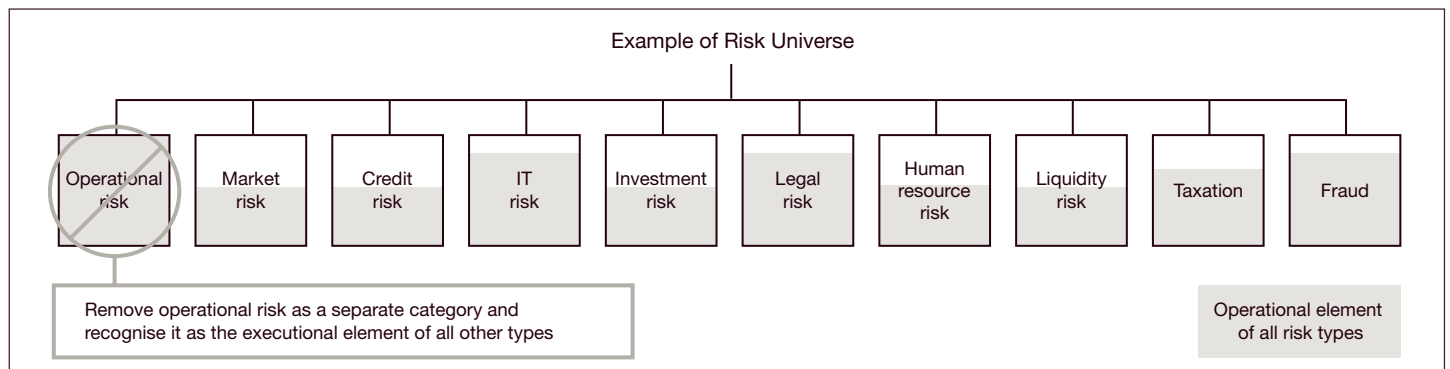 Example of Risk Universe
Operational
risk
Market
risk
Credit
risk
IT
risk
Investment
risk
Legal
risk
Human
resource
risk
Liquidity
risk
Taxation
Fraud
Remove operational risk as a separate category and
recognise it as the executional element of all other types
Operational element
of all risk types